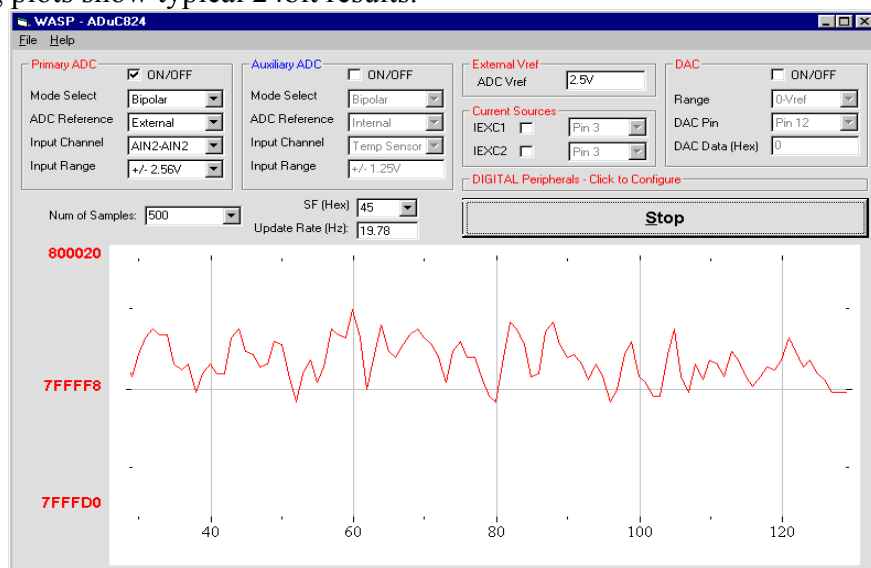 plots show typical 24bit results.
WASP - ADuC824
File Help
Primary ADC
ON/OFF
Mode Select Bipolar
ADC Reference External
Input Channel AIN2-AIN2
Input Range +/- 2.56V
Auxiliary ADC
ON/OFF
Mode Select Bipolar
ADC Reference Internal
Input Channel Temp Sensor
Input Range +/- 1.25V
External Vref
ADC Vref 2.5V
Current Sources
IEXC1 Pin 3
IEXC2 Pin 3
DAC
ON/OFF
Range 0-Vref
DAC Pin Pin 12
DAC Data (Hex) 0
DIGITAL Peripherals - Click to Configure
Num of Samples: 500
SF (Hex) 45
Update Rate (Hz): 19.78
Stop
800020
7FFFF8
7FFFD0
40 60 80 100 120